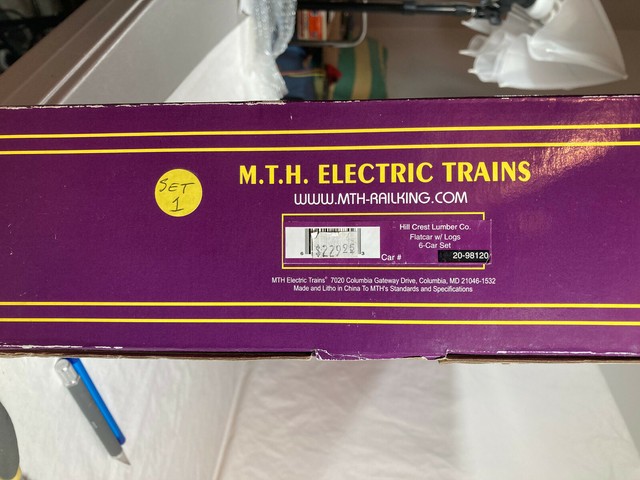 SET
1
M.T.H. ELECTRIC TRAINS
WWW.MTH-RAILKING.COM
Hill Crest Lumber Co.
Flatcar w/ Logs
6-Car Set
$229.95
Car #
20-98120
MTH Electric Trains® 7020 Columbia Gateway Drive, Columbia, MD 21046-1532
Made and Litho in China To MTH's Standards and Specifications